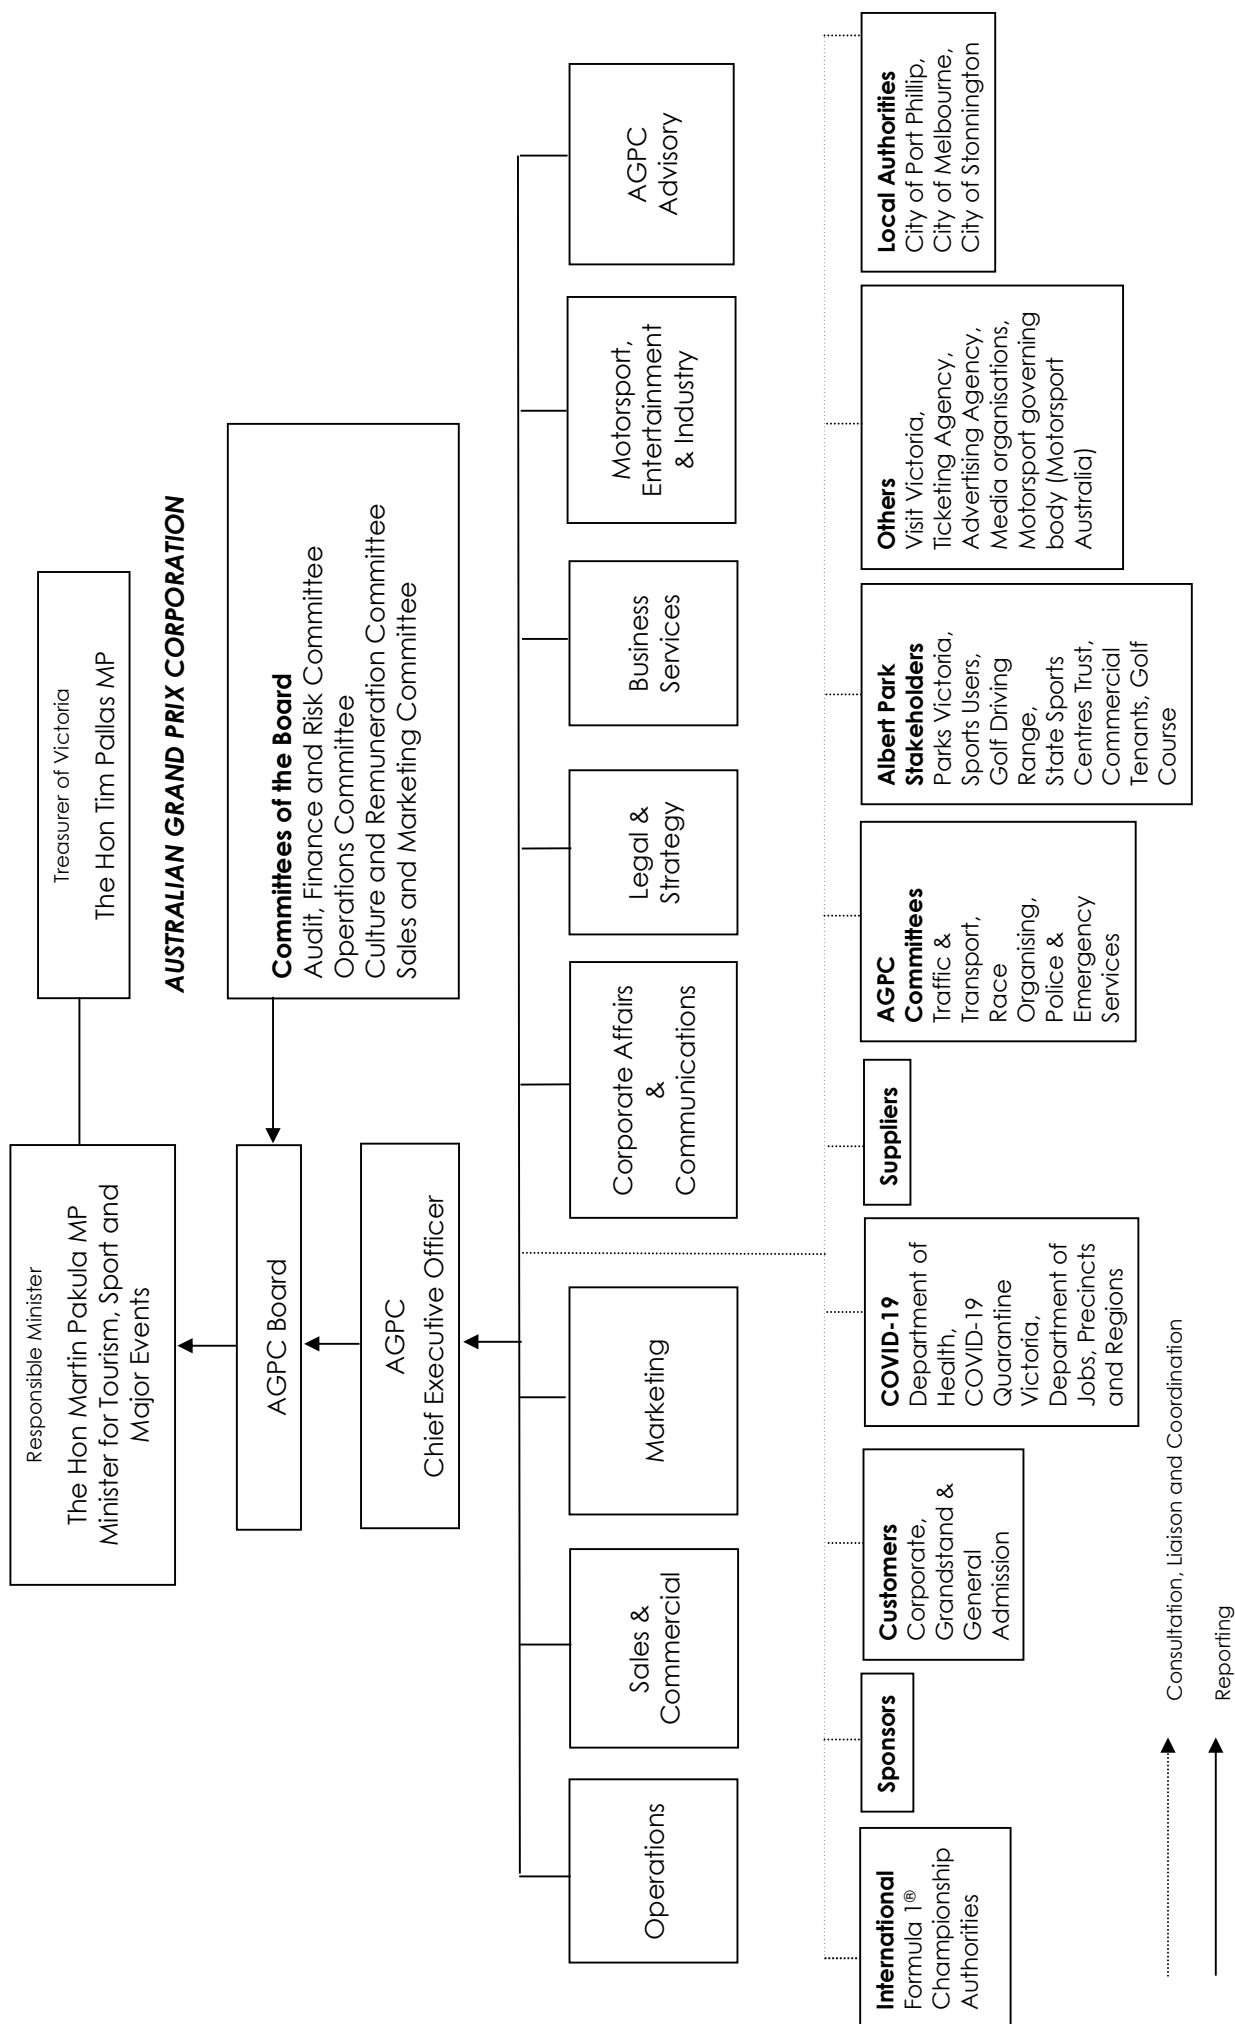 Responsible Minister
The Hon Martin Pakula MP
Minister for Tourism, Sport and
Major Events
Treasurer of Victoria
The Hon Tim Pallas MP
AUSTRALIAN GRAND PRIX CORPORATION
AGPC Board
Committees of the Board
Audit, Finance and Risk Committee
Operations Committee
Culture and Remuneration Committee
Sales and Marketing Committee
AGPC
Chief Executive Officer
Operations
Sales &
Commercial
Marketing
Corporate Affairs
&
Communications
Legal &
Strategy
Business
Services
Motorsport,
Entertainment
& Industry
AGPC
Advisory
International
Formula 1®
Championship
Authorities
Sponsors
Customers
Corporate,
Grandstand &
General
Admission
COVID-19
Department of
Health,
COVID-19
Quarantine
Victoria,
Department of
Jobs, Precincts
and Regions
Suppliers
AGPC
Committees
Traffic &
Transport,
Race
Organising,
Police &
Emergency
Services
Albert Park
Stakeholders
Parks Victoria,
Sports Users,
Golf Driving
Range,
State Sports
Centres Trust,
Commercial
Tenants, Golf
Course
Others
Visit Victoria,
Ticketing Agency,
Advertising Agency,
Media organisations,
Motorsport governing
body (Motorsport
Australia)
Local Authorities
City of Port Phillip,
City of Melbourne,
City of Stonnington
Consultation, Liaison and Coordination
Reporting